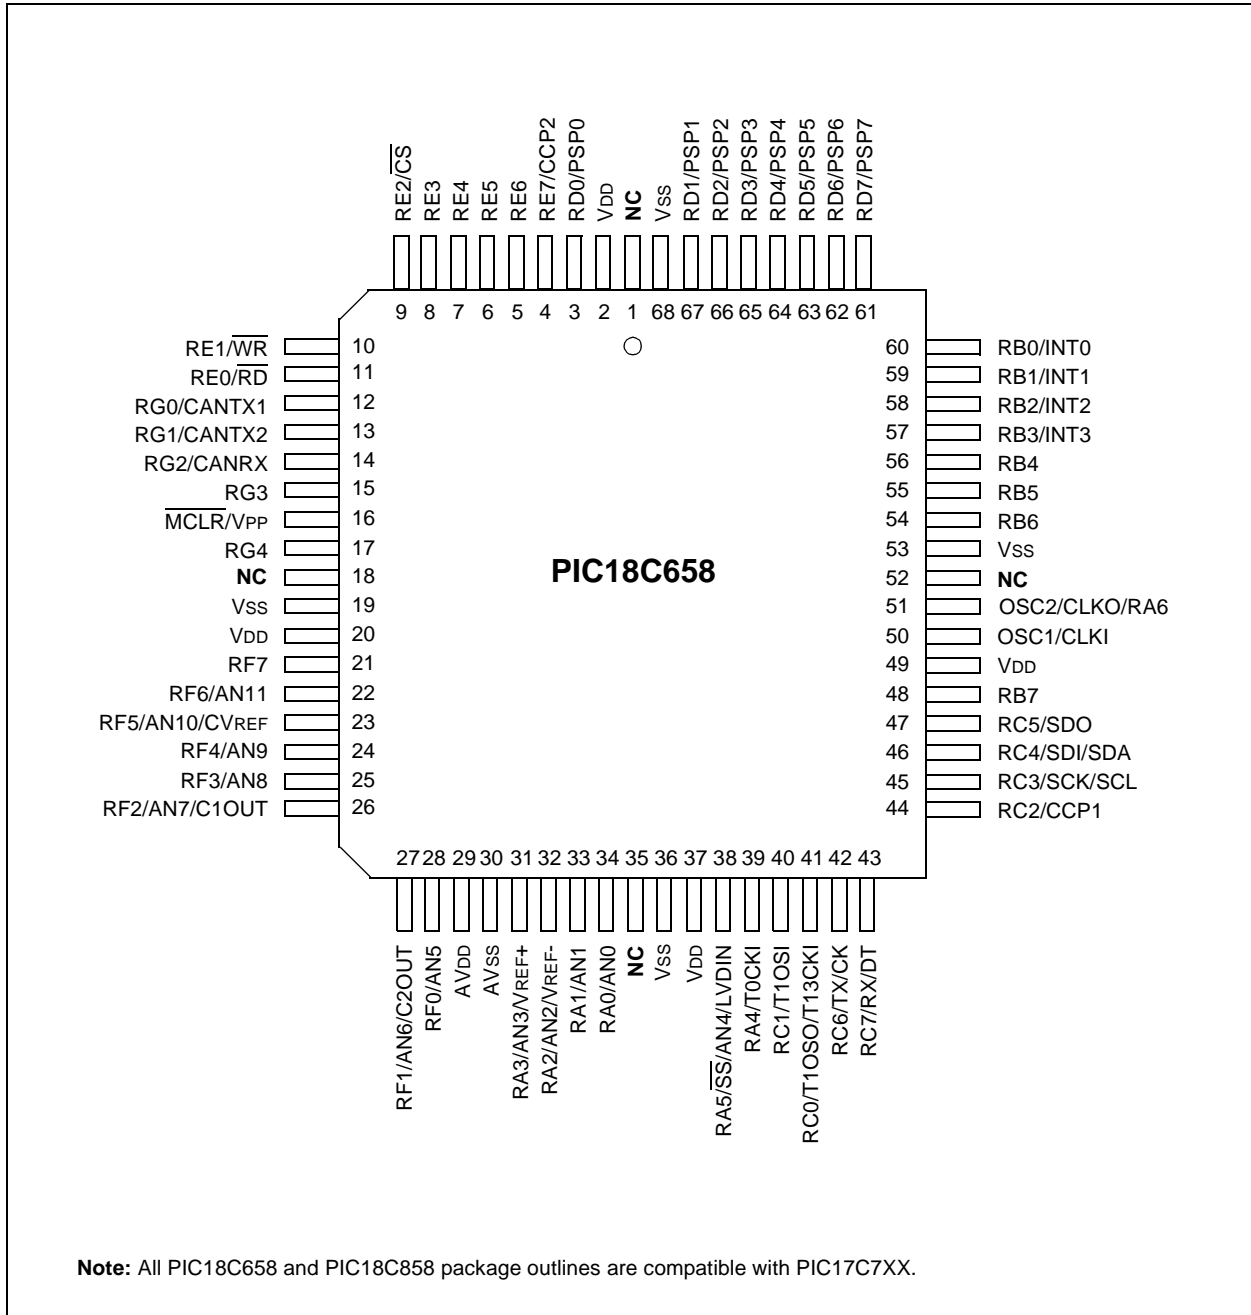 RE2/CS
RE3
RE4
RE5
RE6
RE7/CCP2
RD0/PSP0
VDD
NC
VSS
RD1/PSP1
RD2/PSP2
RD3/PSP3
RD4/PSP4
RD5/PSP5
RD6/PSP6
RD7/PSP7
9 8 7 6 5 4 3 2 1 68 67 66 65 64 63 62 61
RE1/WR 10 60 RB0/INT0
RE0/RD 11 59 RB1/INT1
RG0/CANTX1 12 58 RB2/INT2
RG1/CANTX2 13 57 RB3/INT3
RG2/CANRX 14 56 RB4
RG3 15 55 RB5
MCLR/VPP 16 54 RB6
RG4 17 53 VSS
PIC18C658
NC 18 52 NC
VSS 19 51 OSC2/CLKO/RA6
VDD 20 50 OSC1/CLKI
RF7 21 49 VDD
RF6/AN11 22 48 RB7
RF5/AN10/CVREF 23 47 RC5/SDO
RF4/AN9 24 46 RC4/SDI/SDA
RF3/AN8 25 45 RC3/SCK/SCL
RF2/AN7/C1OUT 26 44 RC2/CCP1
27 28 29 30 31 32 33 34 35 36 37 38 39 40 41 42 43
RF1/AN6/C2OUT
RF0/AN5
AVDD
AVSS
RA3/AN3/VREF+
RA2/AN2/VREF-
RA1/AN1
RA0/AN0
NC
VSS
VDD
RA5/SS/AN4/LVDIN
RA4/T0CKI
RC1/T1OSI
RC0/T1OSO/T13CKI
RC6/TX/CK
RC7/RX/DT
Note: All PIC18C658 and PIC18C858 package outlines are compatible with PIC17C7XX.